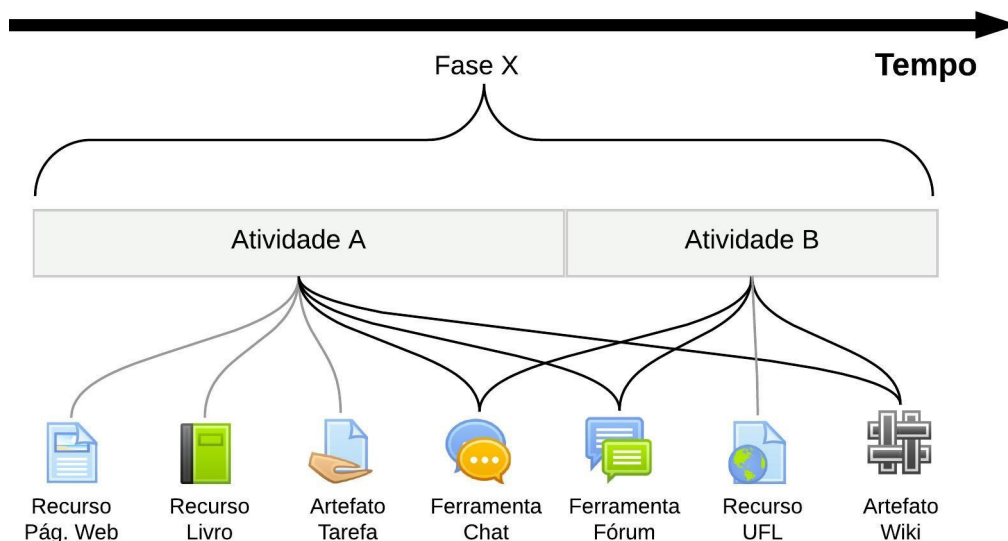 Fase X
Tempo
Atividade A
Atividade B
Recurso
Pág. Web
Recurso
Livro
Artefato
Tarefa
Ferramenta
Chat
Ferramenta
Fórum
Recurso
UFL
Artefato
Wiki